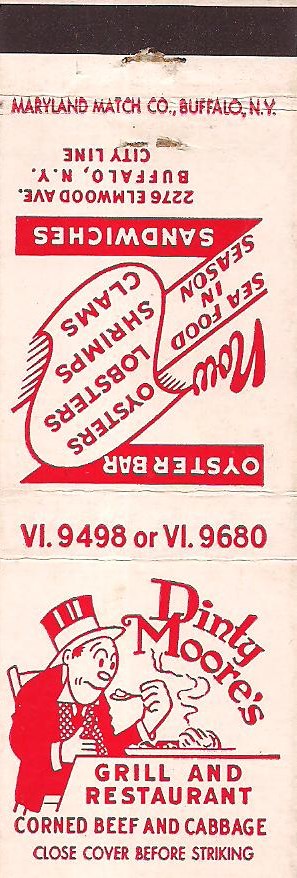 MARYLAND MATCH CO., BUFFALO, N.Y.
OYSTER BAR
Now
SEA FOOD
IN
SEASON
OYSTERS
LOBSTERS
SHRIMPS
CLAMS
SANDWICHES
2276 ELMWOOD AVE.
BUFFALO, N.Y.
CITY LINE
VI. 9498 or VI. 9680
Dinty
Moore's
GRILL AND
RESTAURANT
CORNED BEEF AND CABBAGE
CLOSE COVER BEFORE STRIKING